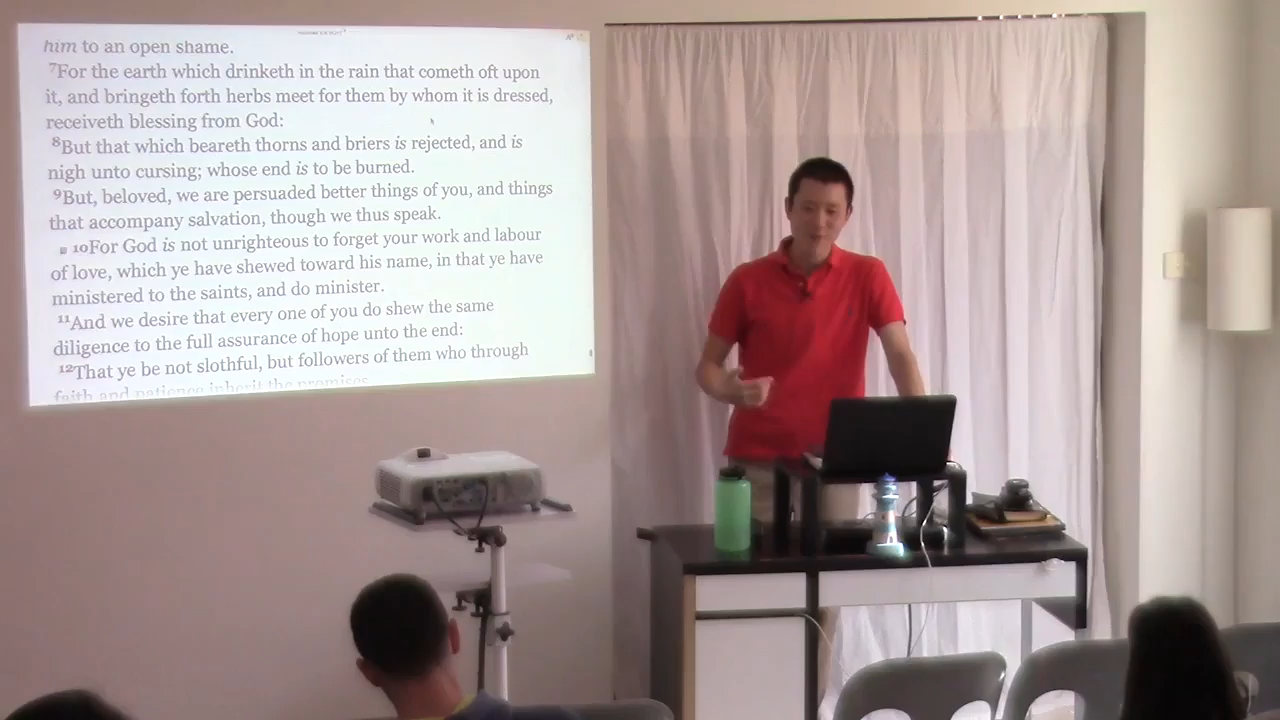 him to an open shame.
⁷For the earth which drinketh in the rain that cometh oft upon
it, and bringeth forth herbs meet for them by whom it is dressed,
receiveth blessing from God:
⁸But that which beareth thorns and briers is rejected, and is
nigh unto cursing; whose end is to be burned.
⁹But, beloved, we are persuaded better things of you, and things
that accompany salvation, though we thus speak.
¹⁰For God is not unrighteous to forget your work and labour
of love, which ye have shewed toward his name, in that ye have
ministered to the saints, and do minister.
¹¹And we desire that every one of you do shew the same
diligence to the full assurance of hope unto the end:
¹²That ye be not slothful, but followers of them who through
faith and patience inherit the promises